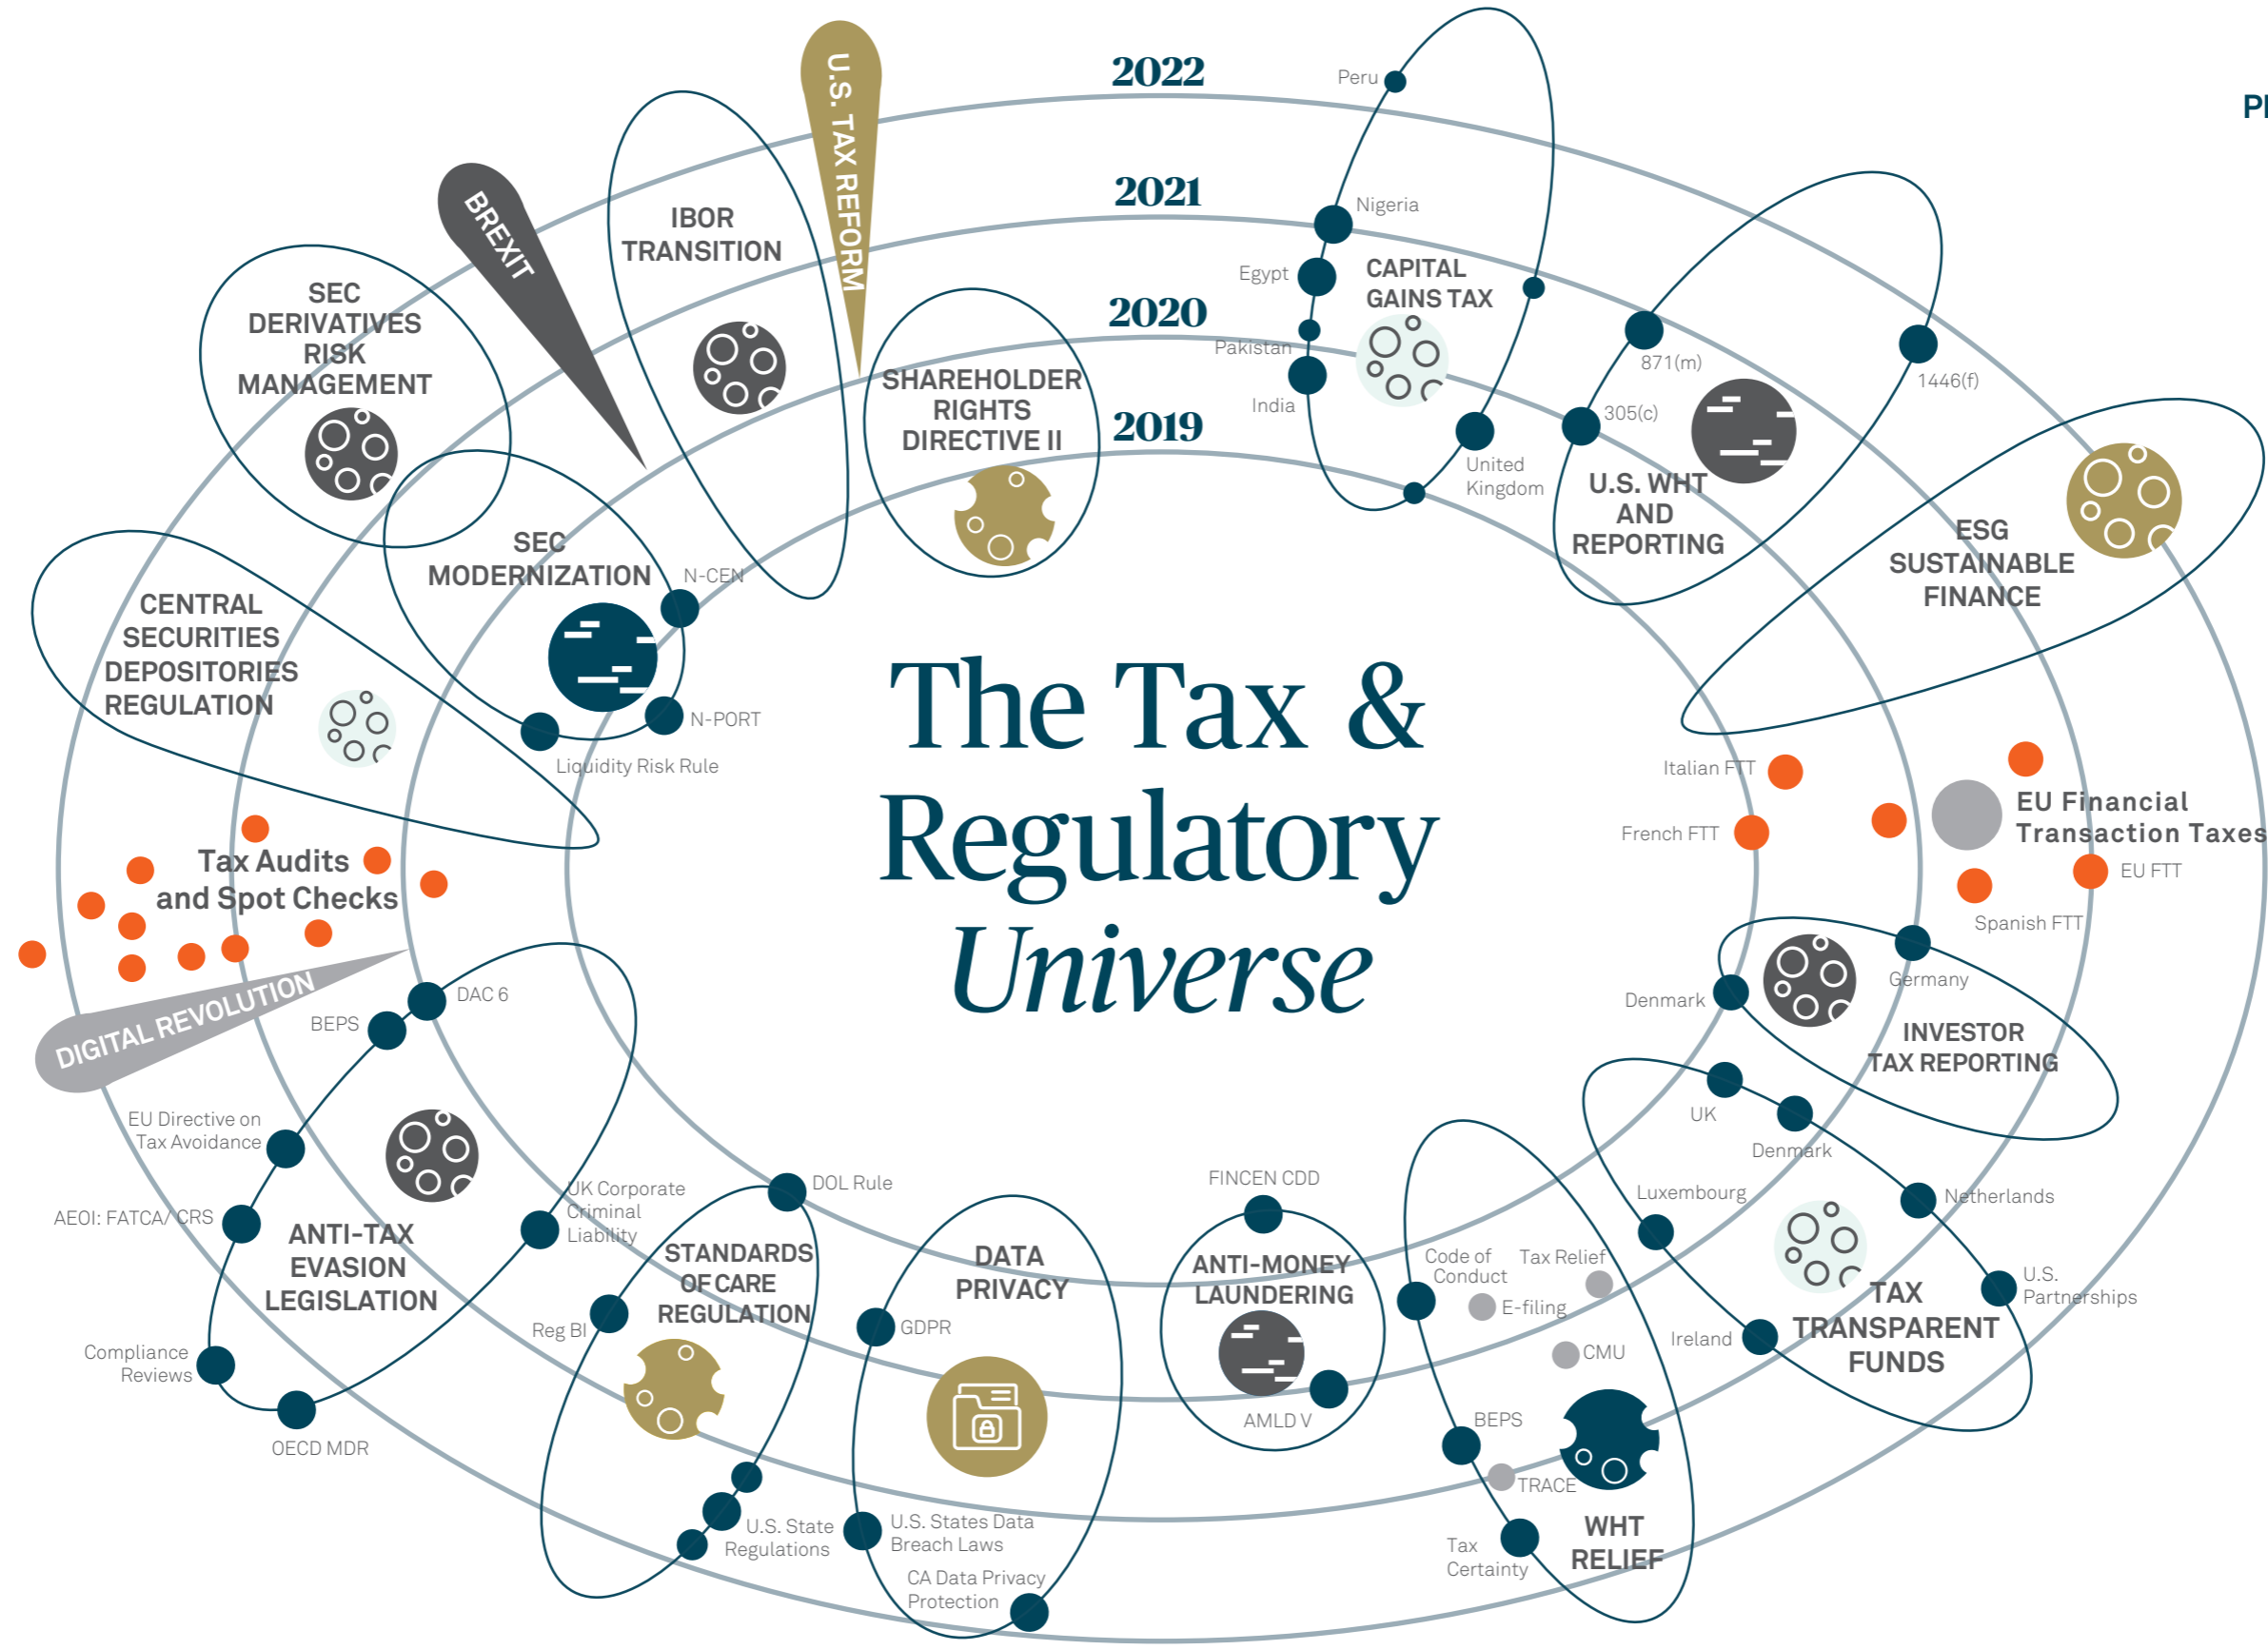 2022
2021
2020
2019
U.S. TAX REFORM
BREXIT
IBOR
TRANSITION
SEC
DERIVATIVES
RISK
MANAGEMENT
SHAREHOLDER
RIGHTS
DIRECTIVE II
SEC
MODERNIZATION
N-CEN
N-PORT
Liquidity Risk Rule
CENTRAL
SECURITIES
DEPOSITORIES
REGULATION
Peru
Nigeria
Egypt
Pakistan
India
CAPITAL
GAINS TAX
United
Kingdom
871(m)
305(c)
1446(f)
U.S. WHT
AND
REPORTING
ESG
SUSTAINABLE
FINANCE
The Tax &
Regulatory
Universe
Italian FTT
French FTT
EU Financial
Transaction Taxes
EU FTT
Spanish FTT
Tax Audits
and Spot Checks
DIGITAL REVOLUTION
DAC 6
BEPS
EU Directive on
Tax Avoidance
AEOI: FATCA/ CRS
ANTI-TAX
EVASION
LEGISLATION
UK Corporate
Criminal
Liability
Compliance
Reviews
OECD MDR
DOL Rule
STANDARDS
OF CARE
REGULATION
Reg BI
U.S. State
Regulations
DATA
PRIVACY
GDPR
U.S. States Data
Breach Laws
CA Data Privacy
Protection
FINCEN CDD
ANTI-MONEY
LAUNDERING
AMLD V
Code of
Conduct
Tax Relief
E-filing
CMU
BEPS
TRACE
Tax
Certainty
WHT
RELIEF
Germany
Denmark
INVESTOR
TAX REPORTING
UK
Denmark
Luxembourg
Netherlands
U.S.
Partnerships
Ireland
TAX
TRANSPARENT
FUNDS